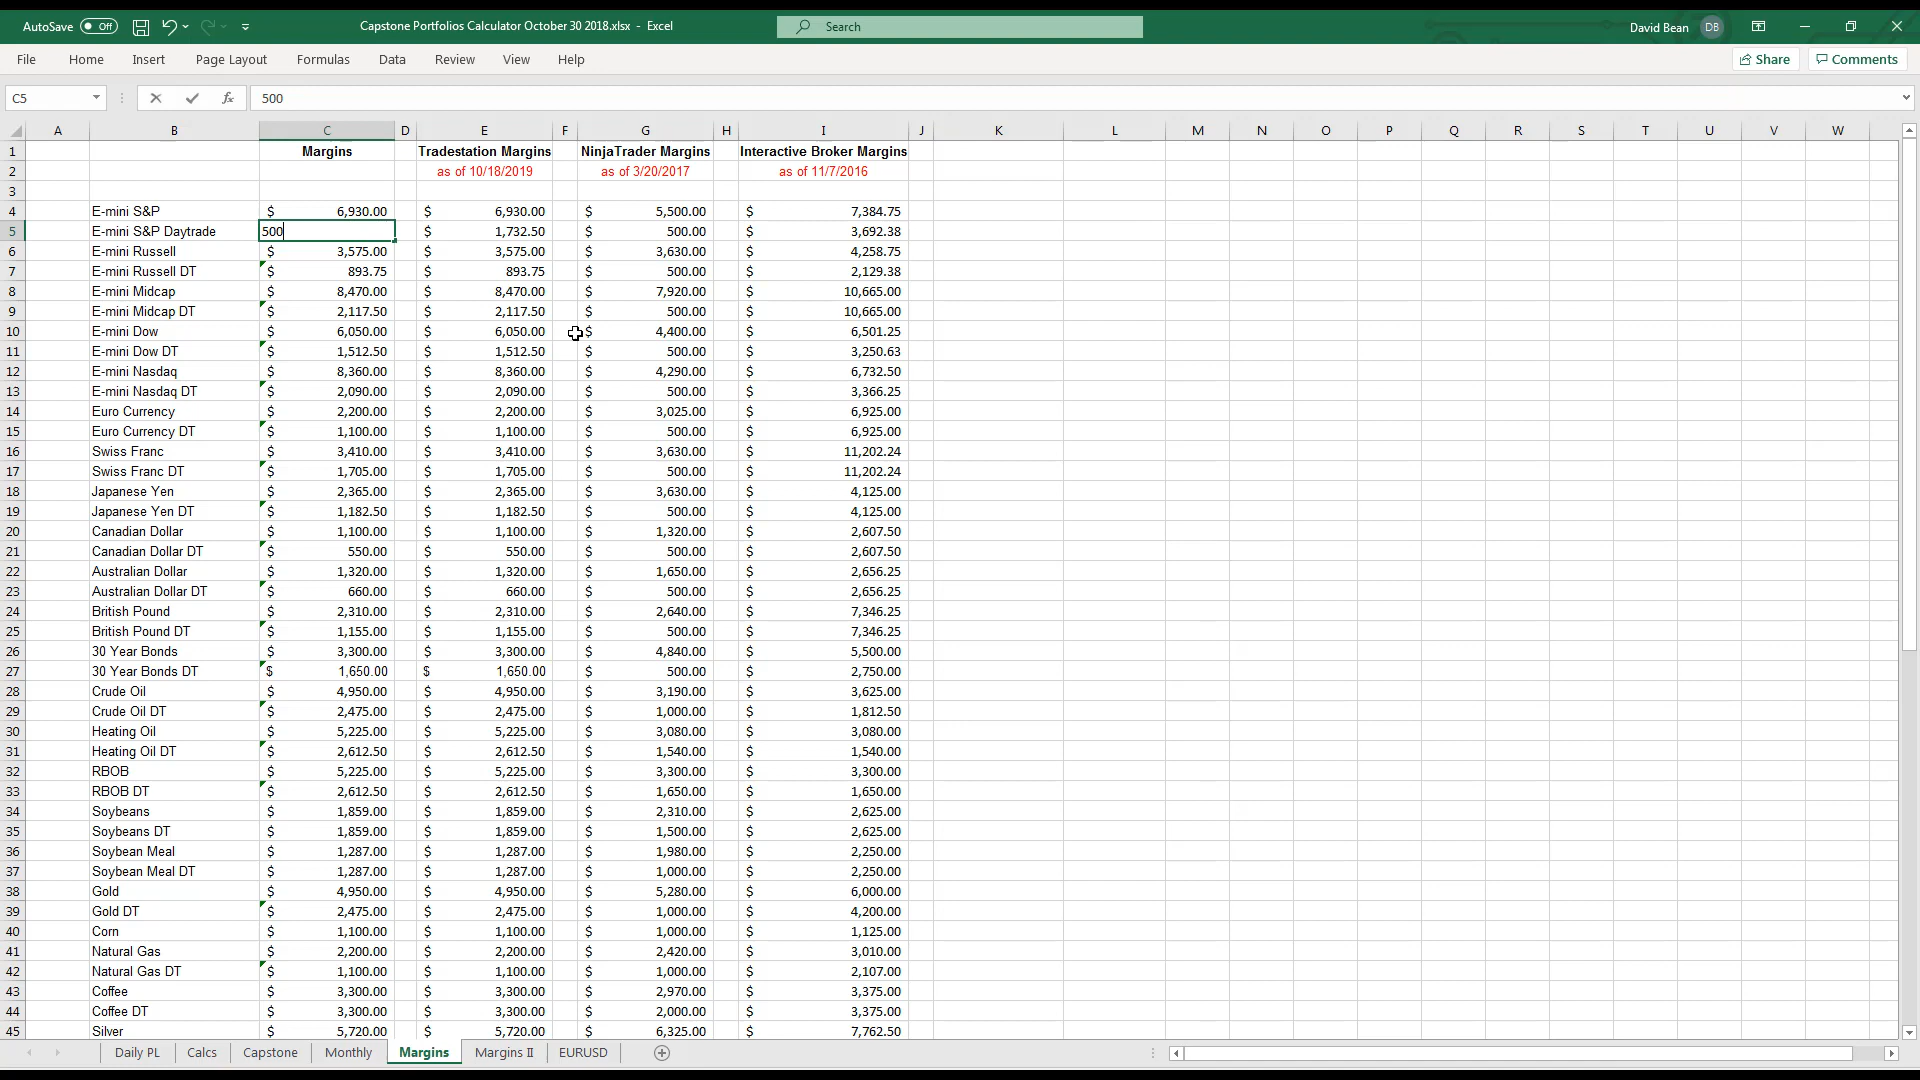 AutoSave Off Capstone Portfolios Calculator October 30 2018.xlsx - Excel Search David Bean DB
File Home Insert Page Layout Formulas Data Review View Help Share Comments
C5 fx 500
A B C D E F G H I J K L M N O P Q R S T U V W
1 Margins Tradestation Margins NinjaTrader Margins Interactive Broker Margins
2 as of 10/18/2019 as of 3/20/2017 as of 11/7/2016
3
4 E-mini S&P $ 6,930.00 $ 6,930.00 $ 5,500.00 $ 7,384.75
5 E-mini S&P Daytrade 500 $ 1,732.50 $ 500.00 $ 3,692.38
6 E-mini Russell $ 3,575.00 $ 3,575.00 $ 3,630.00 $ 4,258.75
7 E-mini Russell DT $ 893.75 $ 893.75 $ 500.00 $ 2,129.38
8 E-mini Midcap $ 8,470.00 $ 8,470.00 $ 7,920.00 $ 10,665.00
9 E-mini Midcap DT $ 2,117.50 $ 2,117.50 $ 500.00 $ 10,665.00
10 E-mini Dow $ 6,050.00 $ 6,050.00 $ 4,400.00 $ 6,501.25
11 E-mini Dow DT $ 1,512.50 $ 1,512.50 $ 500.00 $ 3,250.63
12 E-mini Nasdaq $ 8,360.00 $ 8,360.00 $ 4,290.00 $ 6,732.50
13 E-mini Nasdaq DT $ 2,090.00 $ 2,090.00 $ 500.00 $ 3,366.25
14 Euro Currency $ 2,200.00 $ 2,200.00 $ 3,025.00 $ 6,925.00
15 Euro Currency DT $ 1,100.00 $ 1,100.00 $ 500.00 $ 6,925.00
16 Swiss Franc $ 3,410.00 $ 3,410.00 $ 3,630.00 $ 11,202.24
17 Swiss Franc DT $ 1,705.00 $ 1,705.00 $ 500.00 $ 11,202.24
18 Japanese Yen $ 2,365.00 $ 2,365.00 $ 3,630.00 $ 4,125.00
19 Japanese Yen DT $ 1,182.50 $ 1,182.50 $ 500.00 $ 4,125.00
20 Canadian Dollar $ 1,100.00 $ 1,100.00 $ 1,320.00 $ 2,607.50
21 Canadian Dollar DT $ 550.00 $ 550.00 $ 500.00 $ 2,607.50
22 Australian Dollar $ 1,320.00 $ 1,320.00 $ 1,650.00 $ 2,656.25
23 Australian Dollar DT $ 660.00 $ 660.00 $ 500.00 $ 2,656.25
24 British Pound $ 2,310.00 $ 2,310.00 $ 2,640.00 $ 7,346.25
25 British Pound DT $ 1,155.00 $ 1,155.00 $ 500.00 $ 7,346.25
26 30 Year Bonds $ 3,300.00 $ 3,300.00 $ 4,840.00 $ 5,500.00
27 30 Year Bonds DT $ 1,650.00 $ 1,650.00 $ 500.00 $ 2,750.00
28 Crude Oil $ 4,950.00 $ 4,950.00 $ 3,190.00 $ 3,625.00
29 Crude Oil DT $ 2,475.00 $ 2,475.00 $ 1,000.00 $ 1,812.50
30 Heating Oil $ 5,225.00 $ 5,225.00 $ 3,080.00 $ 3,080.00
31 Heating Oil DT $ 2,612.50 $ 2,612.50 $ 1,540.00 $ 1,540.00
32 RBOB $ 5,225.00 $ 5,225.00 $ 3,300.00 $ 3,300.00
33 RBOB DT $ 2,612.50 $ 2,612.50 $ 1,650.00 $ 1,650.00
34 Soybeans $ 1,859.00 $ 1,859.00 $ 2,310.00 $ 2,625.00
35 Soybeans DT $ 1,859.00 $ 1,859.00 $ 1,500.00 $ 2,625.00
36 Soybean Meal $ 1,287.00 $ 1,287.00 $ 1,980.00 $ 2,250.00
37 Soybean Meal DT $ 1,287.00 $ 1,287.00 $ 1,000.00 $ 2,250.00
38 Gold $ 4,950.00 $ 4,950.00 $ 5,280.00 $ 6,000.00
39 Gold DT $ 2,475.00 $ 2,475.00 $ 1,000.00 $ 4,200.00
40 Corn $ 1,100.00 $ 1,100.00 $ 1,000.00 $ 1,125.00
41 Natural Gas $ 2,200.00 $ 2,200.00 $ 2,420.00 $ 3,010.00
42 Natural Gas DT $ 1,100.00 $ 1,100.00 $ 1,000.00 $ 2,107.00
43 Coffee $ 3,300.00 $ 3,300.00 $ 2,970.00 $ 3,375.00
44 Coffee DT $ 3,300.00 $ 3,300.00 $ 2,000.00 $ 3,375.00
45 Silver $ 5,720.00 $ 5,720.00 $ 6,325.00 $ 7,762.50
Daily PL Calcs Capstone Monthly Margins Margins II EURUSD